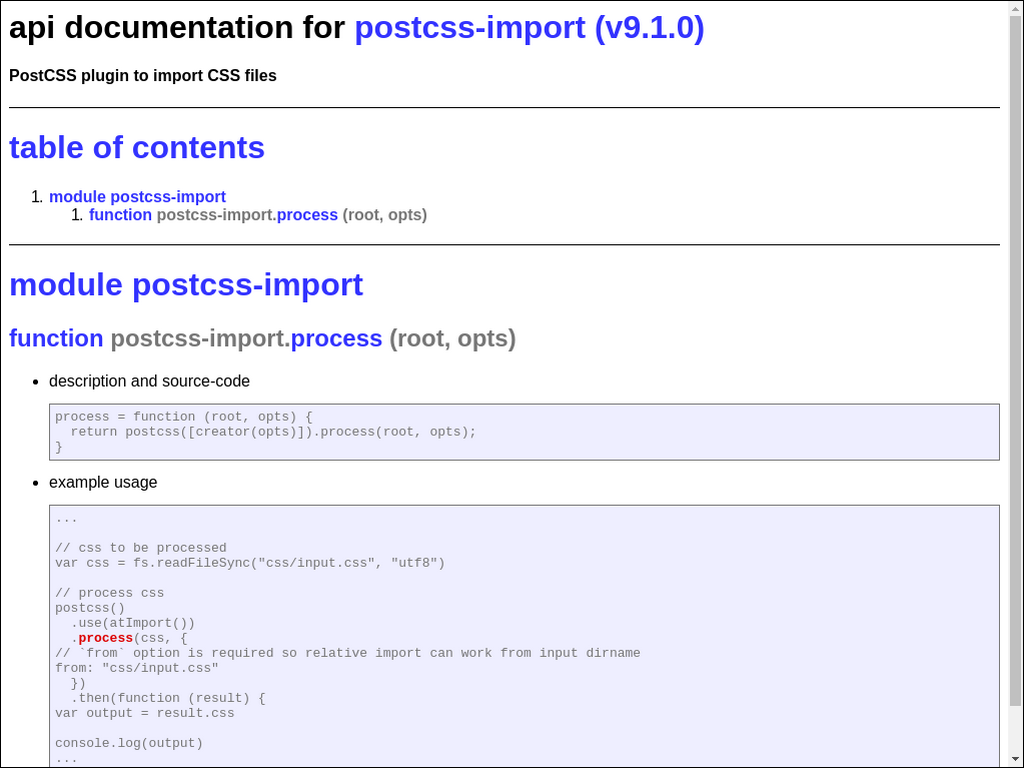 api documentation for postcss-import (v9.1.0)
PostCSS plugin to import CSS files
table of contents
1. module postcss-import
1. function postcss-import.process (root, opts)
module postcss-import
function postcss-import.process (root, opts)
• description and source-code
process = function (root, opts) {
  return postcss([creator(opts)]).process(root, opts);
}
• example usage
...
// css to be processed
var css = fs.readFileSync("css/input.css", "utf8")
// process css
postcss()
  .use(atImport())
  .process(css, {
// `from` option is required so relative import can work from input dirname
from: "css/input.css"
  })
  .then(function (result) {
var output = result.css
console.log(output)
...